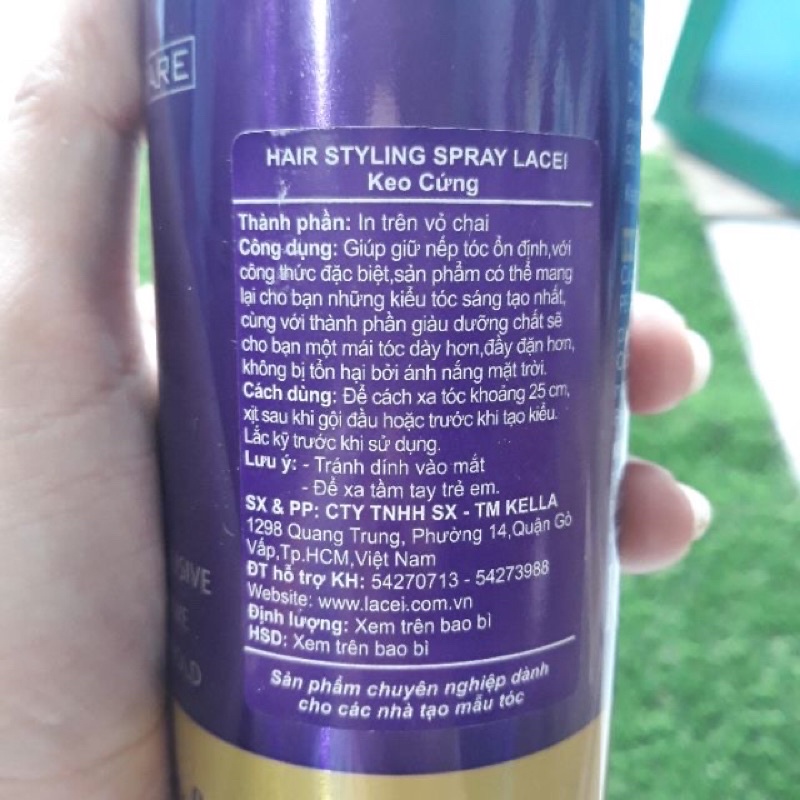 HAIR STYLING SPRAY LACEI
Keo Cứng
Thành phần: In trên vỏ chai
Công dụng: Giúp giữ nếp tóc ổn định,với
công thức đặc biệt,sản phẩm có thể mang
lại cho bạn những kiểu tóc sáng tạo nhất,
cùng với thành phần giàu dưỡng chất sẽ
cho bạn một mái tóc dày hơn,đầy đặn hơn,
không bị tổn hại bởi ánh nắng mặt trời.
Cách dùng: Để cách xa tóc khoảng 25 cm,
xịt sau khi gội đầu hoặc trước khi tạo kiểu.
Lắc kỹ trước khi sử dụng.
Lưu ý: - Tránh dính vào mắt
- Để xa tầm tay trẻ em.
SX & PP: CTY TNHH SX - TM KELLA
1298 Quang Trung, Phường 14,Quận Gò
Vấp,Tp.HCM,Việt Nam
ĐT hỗ trợ KH: 54270713 - 54273988
Website: www.lacei.com.vn
Định lượng: Xem trên bao bì
HSD: Xem trên bao bì
Sản phẩm chuyên nghiệp dành
cho các nhà tạo mẫu tóc